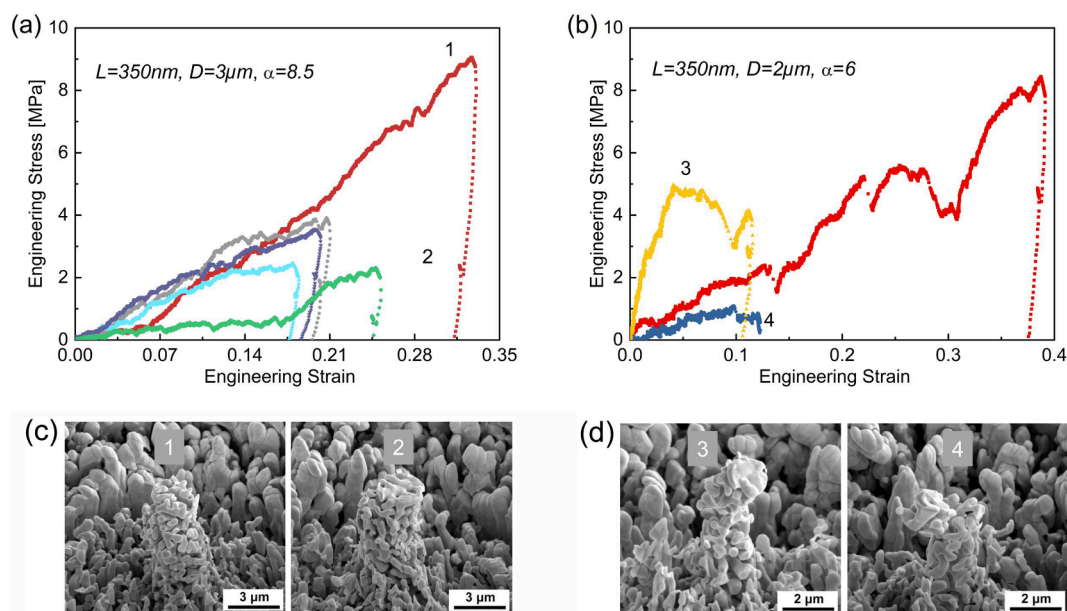 (a)
10
8
6
4
2
0
Engineering Stress [MPa]
L=350nm, D=3µm, α=8.5
1
2
0.00 0.07 0.14 0.21 0.28 0.35
Engineering Strain
(b)
10
8
6
4
2
0
Engineering Stress [MPa]
L=350nm, D=2µm, α=6
3
4
0.0 0.1 0.2 0.3 0.4
Engineering Strain
(c)
1
3 µm
2
3 µm
(d)
3
2 µm
4
2 µm